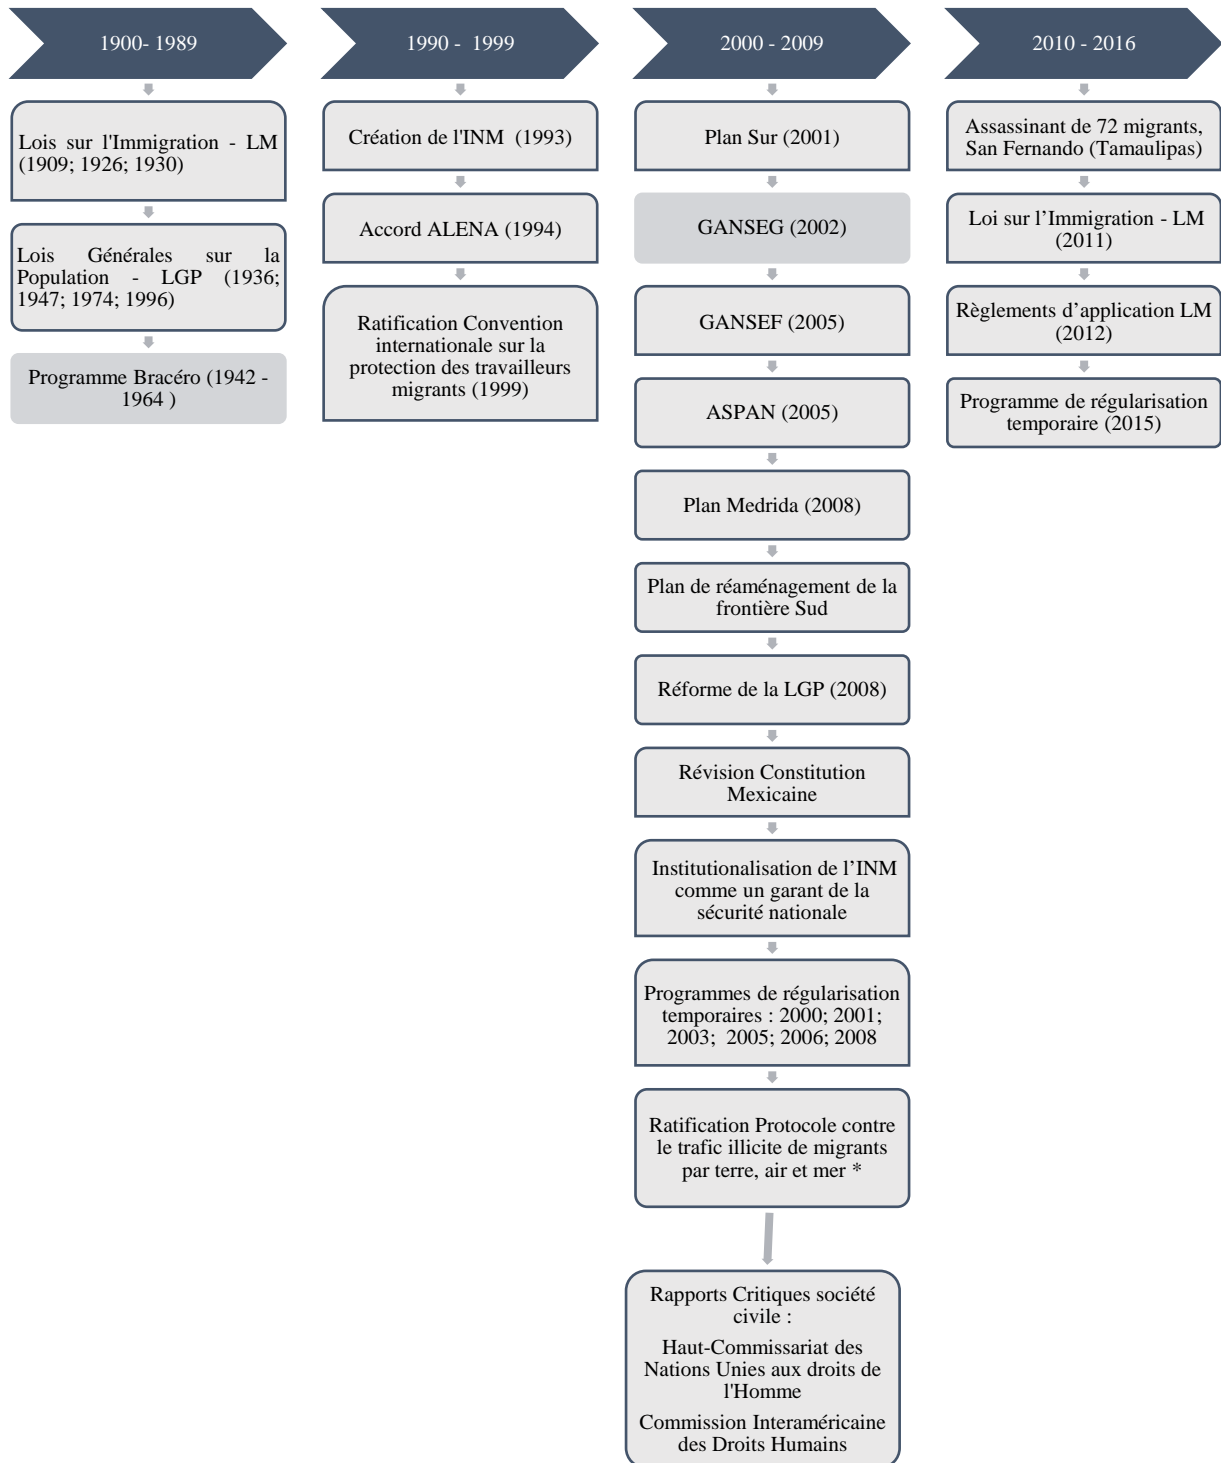 1900- 1989
Lois sur l'Immigration - LM
(1909; 1926; 1930)
Lois Générales sur la
Population - LGP (1936;
1947; 1974; 1996)
Programme Bracéro (1942 -
1964 )
1990 - 1999
Création de l'INM (1993)
Accord ALENA (1994)
Ratification Convention
internationale sur la
protection des travailleurs
migrants (1999)
2000 - 2009
Plan Sur (2001)
GANSEG (2002)
GANSEF (2005)
ASPAN (2005)
Plan Medrida (2008)
Plan de réaménagement de la
frontière Sud
Réforme de la LGP (2008)
Révision Constitution
Mexicaine
Institutionalisation de l’INM
comme un garant de la
sécurité nationale
Programmes de régularisation
temporaires : 2000; 2001;
2003; 2005; 2006; 2008
Ratification Protocole contre
le trafic illicite de migrants
par terre, air et mer *
Rapports Critiques société
civile :
Haut-Commissariat des
Nations Unies aux droits de
l'Homme
Commission Interaméricaine
des Droits Humains
2010 - 2016
Assassinant de 72 migrants,
San Fernando (Tamaulipas)
Loi sur l’Immigration - LM
(2011)
Règlements d’application LM
(2012)
Programme de régularisation
temporaire (2015)